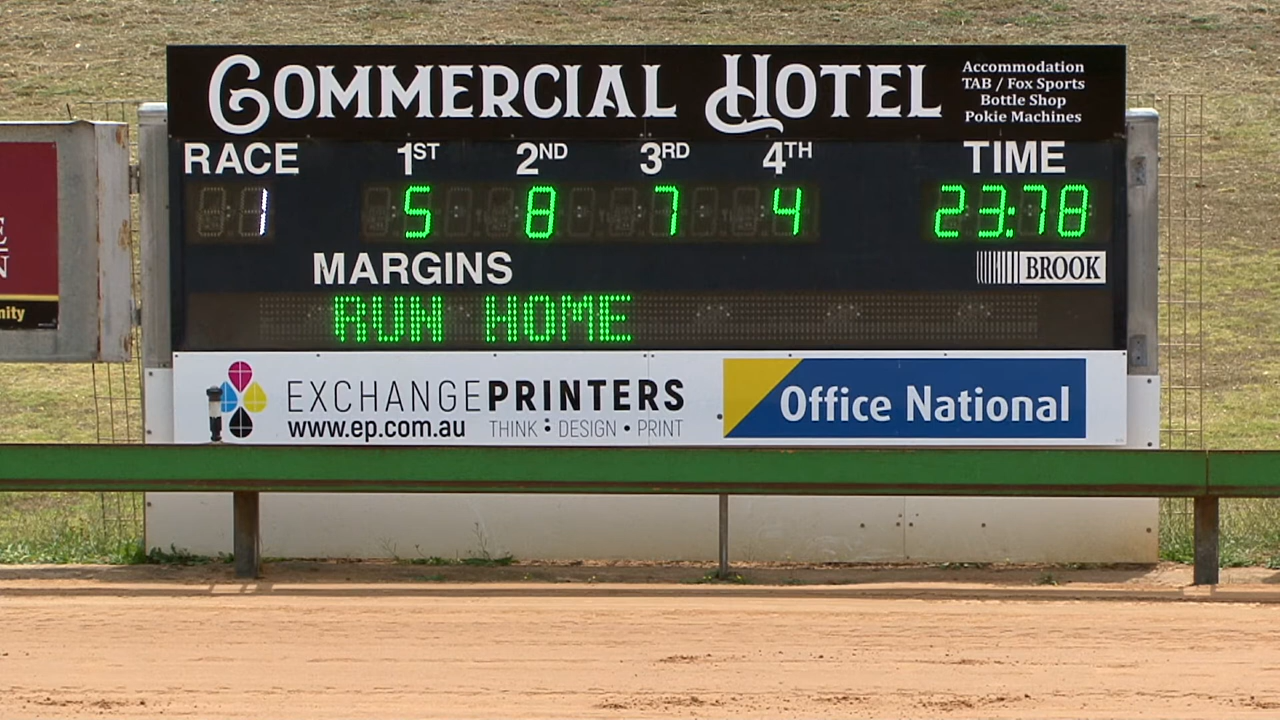 COMMERCIAL HOTEL
Accommodation
TAB / Fox Sports
Bottle Shop
Pokie Machines
RACE 1ST 2ND 3RD 4TH TIME
1 5 8 7 4 23:78
MARGINS
BROOK
RUN HOME
EXCHANGEPRINTERS
www.ep.com.au THINK • DESIGN • PRINT
Office National
E
N
nity